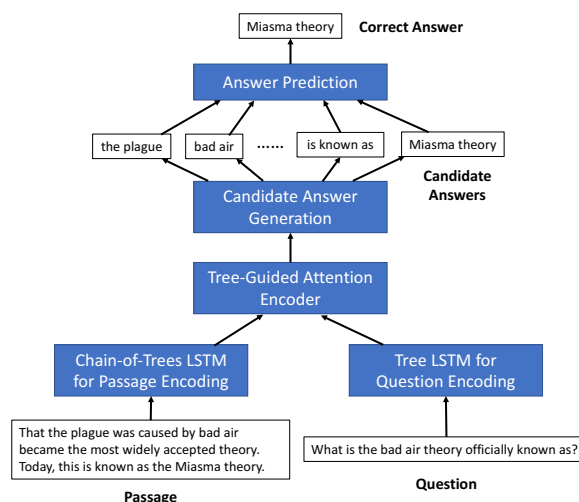 Miasma theory
Correct Answer
Answer Prediction
the plague
bad air
......
is known as
Miasma theory
Candidate
Answers
Candidate Answer
Generation
Tree-Guided Attention
Encoder
Chain-of-Trees LSTM
for Passage Encoding
Tree LSTM for
Question Encoding
That the plague was caused by bad air
became the most widely accepted theory.
Today, this is known as the Miasma theory.
What is the bad air theory officially known as?
Passage
Question